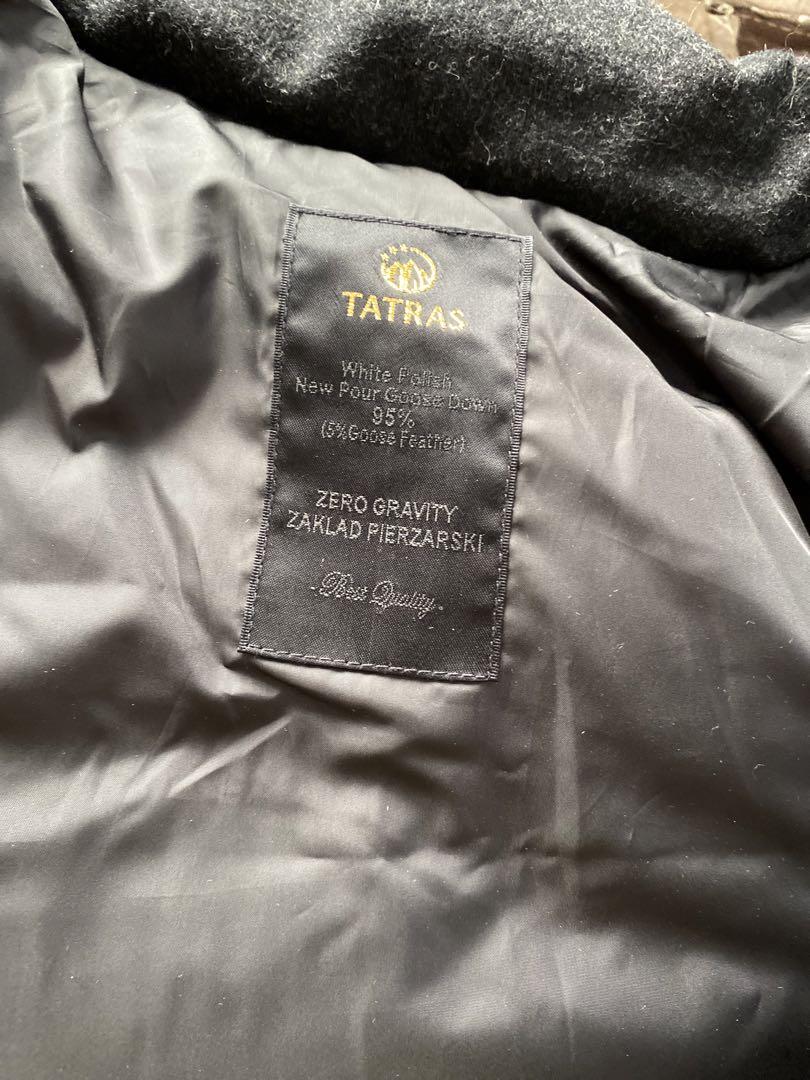 TATRAS
White Polish
New Pour Goose Down
95%
(5%Goose Feather)
ZERO GRAVITY
ZAKLAD PIERZARSKI
-Best Quality-